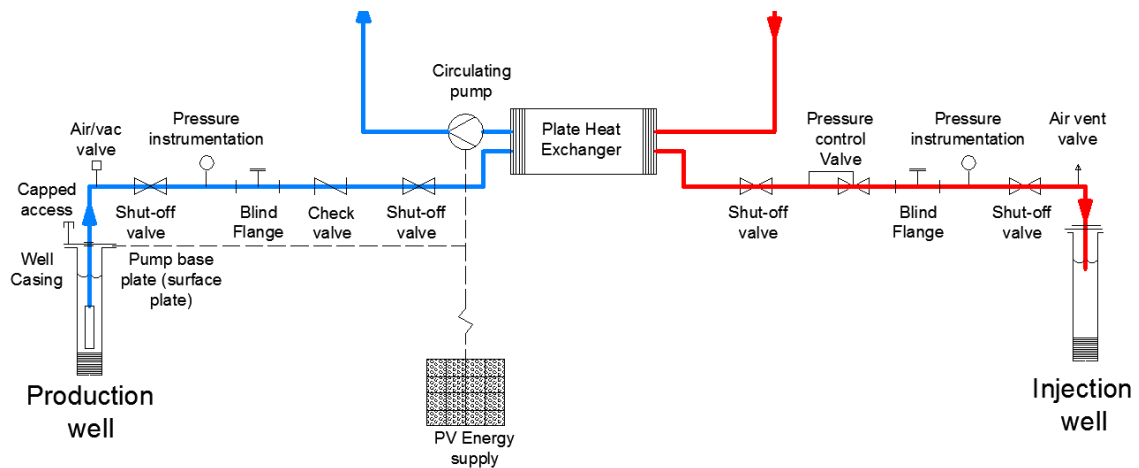 Circulating
pump
Plate Heat
Exchanger
Air/vac
valve
Pressure
instrumentation
Pressure
control
Valve
Pressure
instrumentation
Air vent
valve
Capped
access
Shut-off
valve
Blind
Flange
Check
valve
Shut-off
valve
Shut-off
valve
Blind
Flange
Shut-off
valve
Well
Casing
Pump base
plate (surface
plate)
Production
well
PV Energy
supply
Injection
well